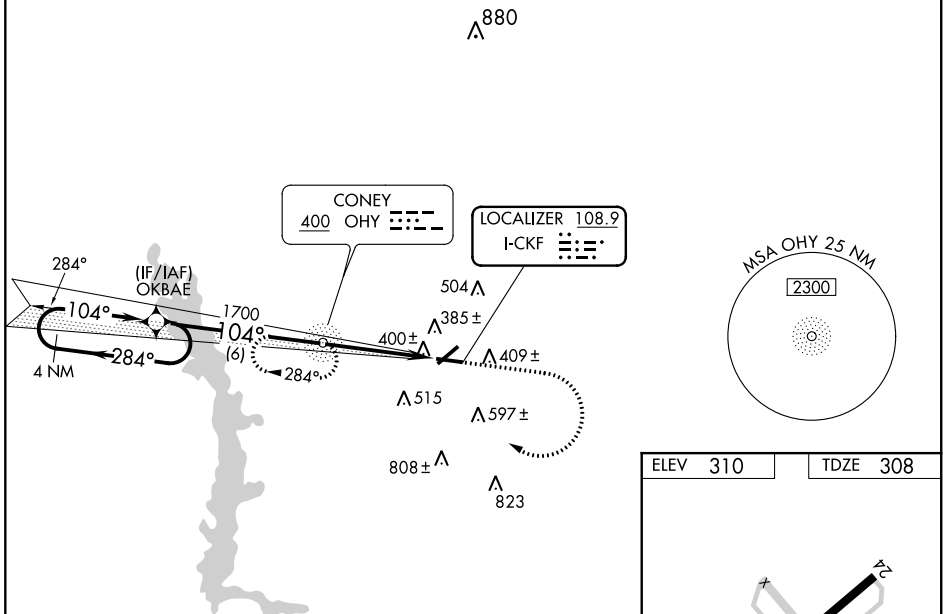 880
CONEY
400 OHY
LOCALIZER 108.9
I-CKF
MSA OHY 25 NM
2300
284°
(IF/IAF)
OKBAE
104°
1700
104°
(6)
284°
4 NM
284°
504
385 ±
400 ±
409 ±
515
597 ±
808 ±
823
ELEV 310
TDZE 308
24
x